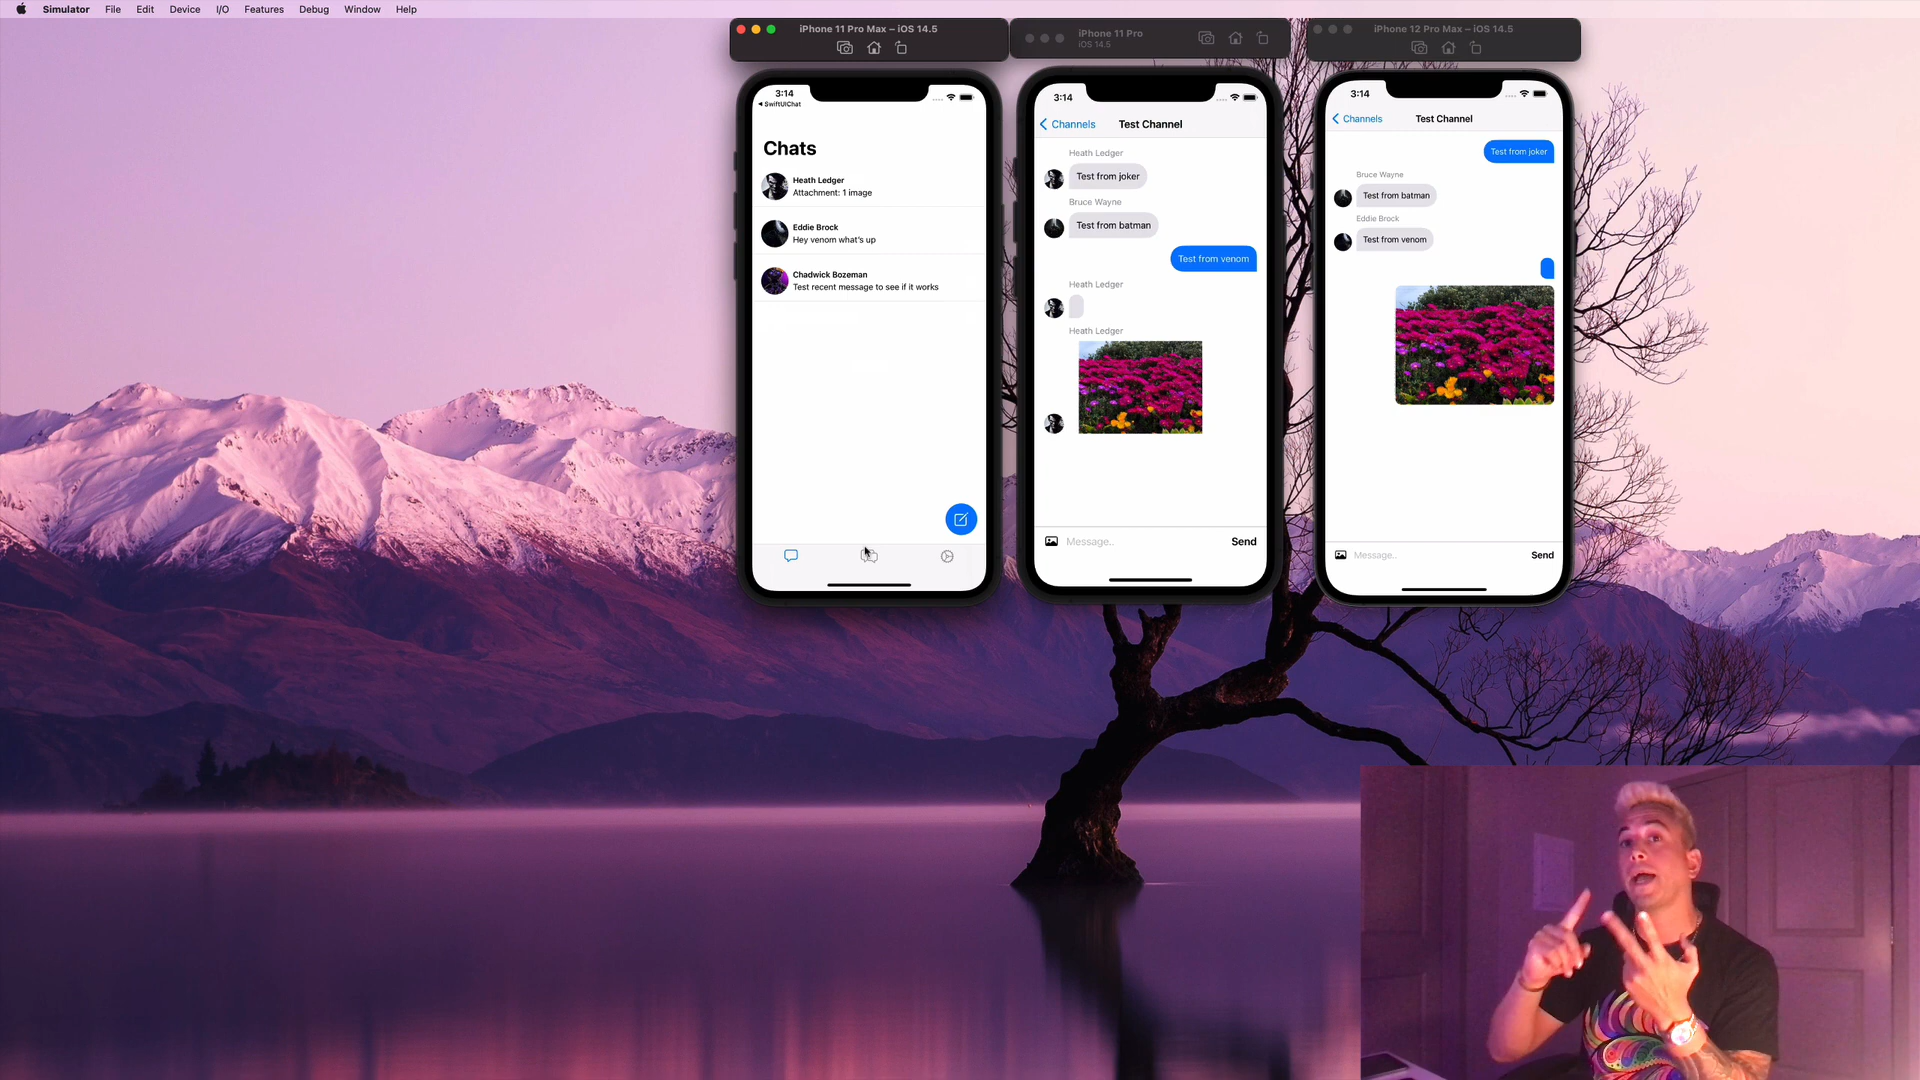 Simulator File Edit Device I/O Features Debug Window Help
iPhone 11 Pro Max – iOS 14.5
3:14
SwiftUIChat
Chats
Heath Ledger
Attachment: 1 image
Eddie Brock
Hey venom what's up
Chadwick Bozeman
Test recent message to see if it works
iPhone 11 Pro
iOS 14.5
3:14
Channels
Test Channel
Heath Ledger
Test from joker
Bruce Wayne
Test from batman
Test from venom
Heath Ledger
Heath Ledger
Message..
Send
iPhone 12 Pro Max – iOS 14.5
3:14
Channels
Test Channel
Test from joker
Bruce Wayne
Test from batman
Eddie Brock
Test from venom
Message..
Send